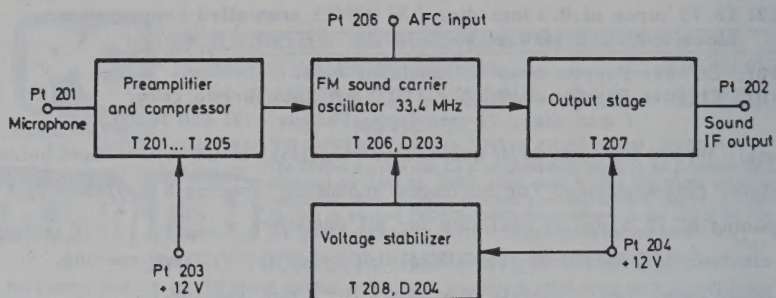 Pt 206 AFC input
Pt 201
Microphone
Preamplifier
and compressor
T 201... T 205
FM sound carrier
oscillator 33.4 MHz
T 206, D 203
Output stage
T 207
Pt 202
Sound
IF output
Voltage stabilizer
T 208, D 204
Pt 203
+ 12 V
Pt 204
+ 12 V